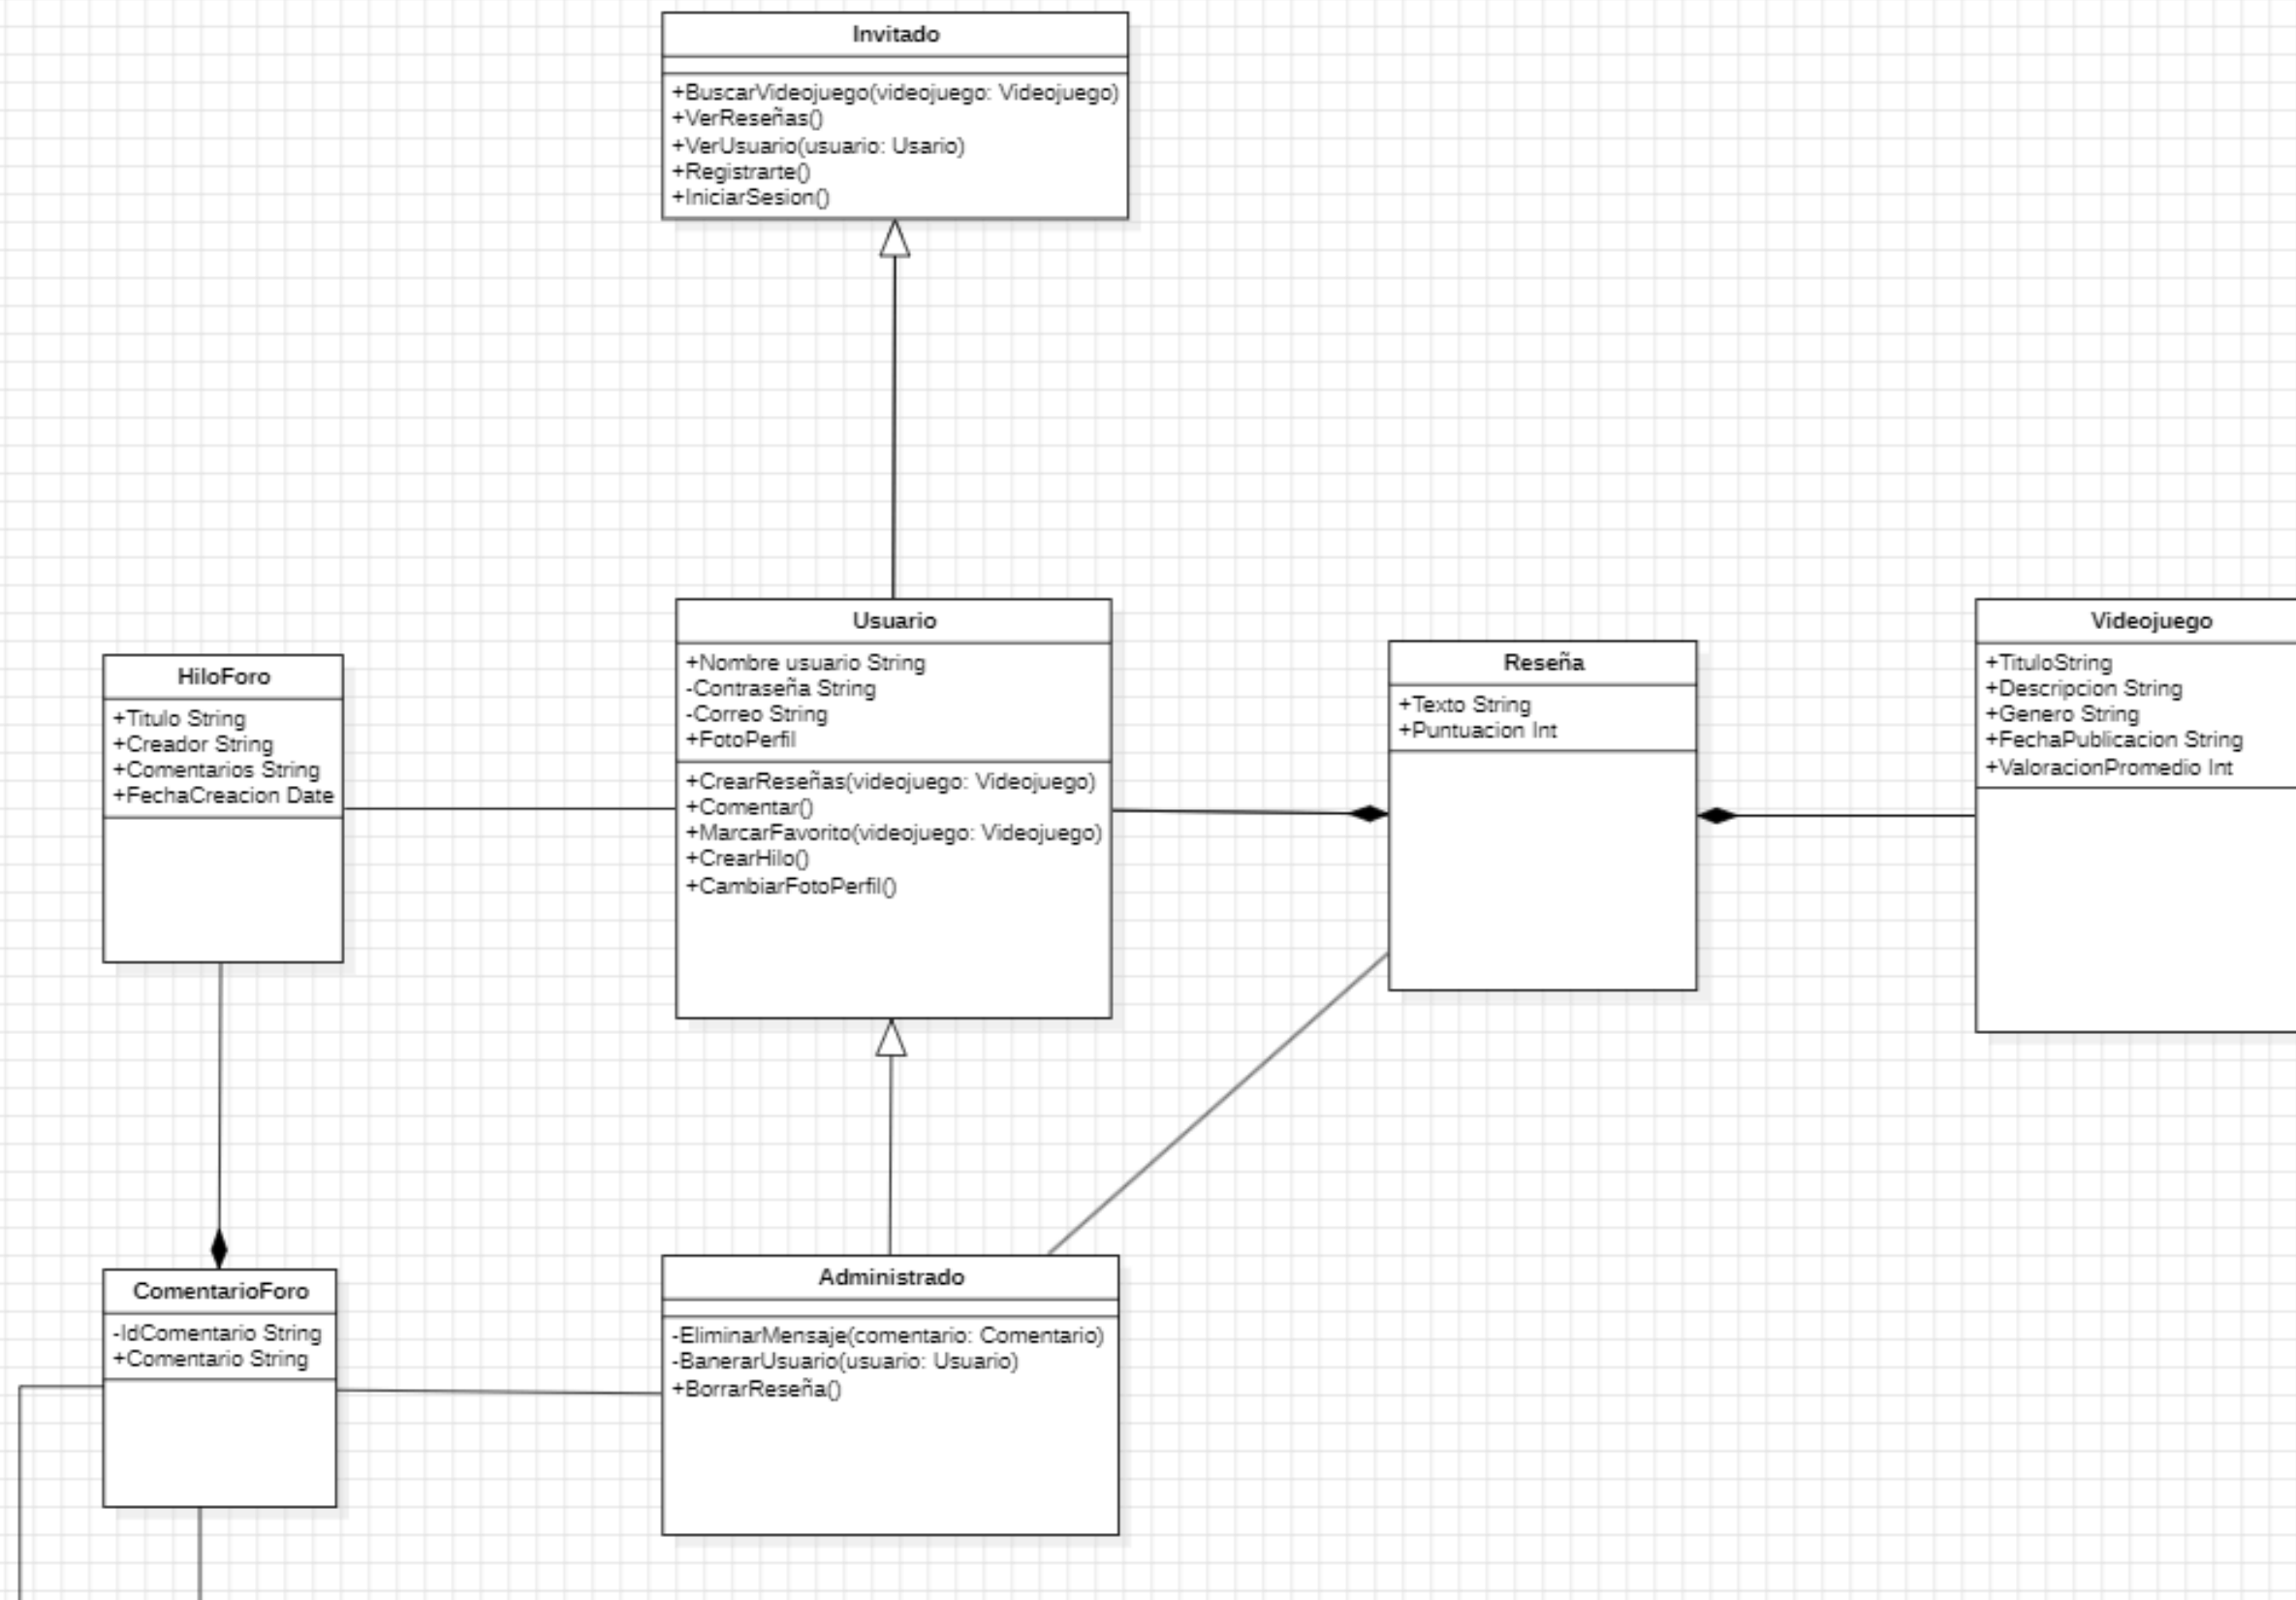 Invitado
+BuscarVideojuego(videojuego: Videojuego)
+VerReseñas()
+VerUsuario(usuario: Usario)
+Registrarte()
+IniciarSesion()
HiloForo
+Titulo String
+Creador String
+Comentarios String
+FechaCreacion Date
Usuario
+Nombre usuario String
-Contraseña String
-Correo String
+FotoPerfil
+CrearReseñas(videojuego: Videojuego)
+Comentar()
+MarcarFavorito(videojuego: Videojuego)
+CrearHilo()
+CambiarFotoPerfil()
Reseña
+Texto String
+Puntuacion Int
Videojuego
+TituloString
+Descripcion String
+Genero String
+FechaPublicacion String
+ValoracionPromedio Int
ComentarioForo
-IdComentario String
+Comentario String
Administrado
-EliminarMensaje(comentario: Comentario)
-BanerarUsuario(usuario: Usuario)
+BorrarReseña()